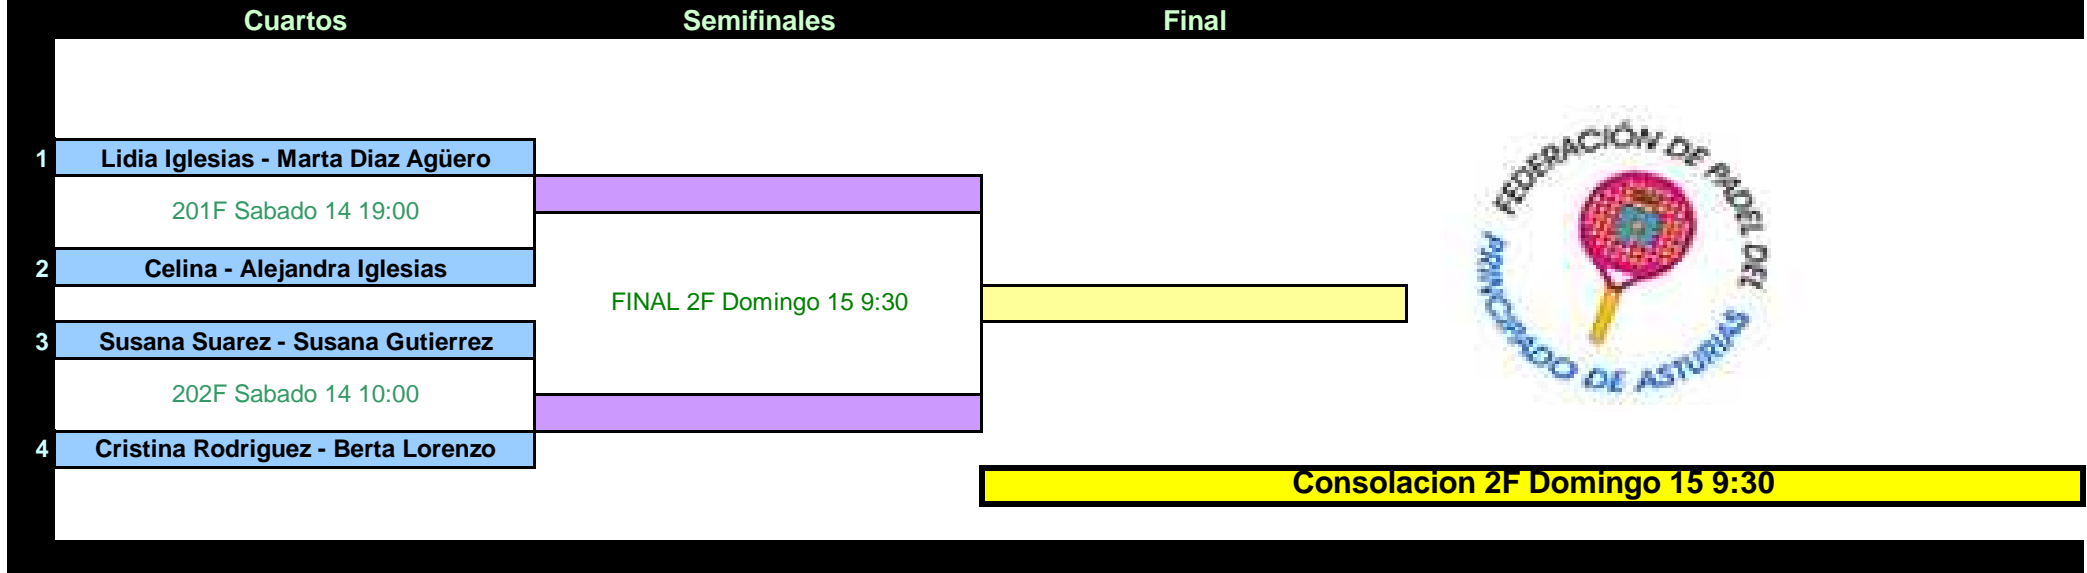 Cuartos Semifinales Final
1 Lidia Iglesias - Marta Diaz Agüero
201F Sabado 14 19:00
2 Celina - Alejandra Iglesias
FINAL 2F Domingo 15 9:30
3 Susana Suarez - Susana Gutierrez
202F Sabado 14 10:00
4 Cristina Rodriguez - Berta Lorenzo
Consolacion 2F Domingo 15 9:30
FEDERACIÓN DE PADEL DEL
PRINCIPADO DE ASTURIAS